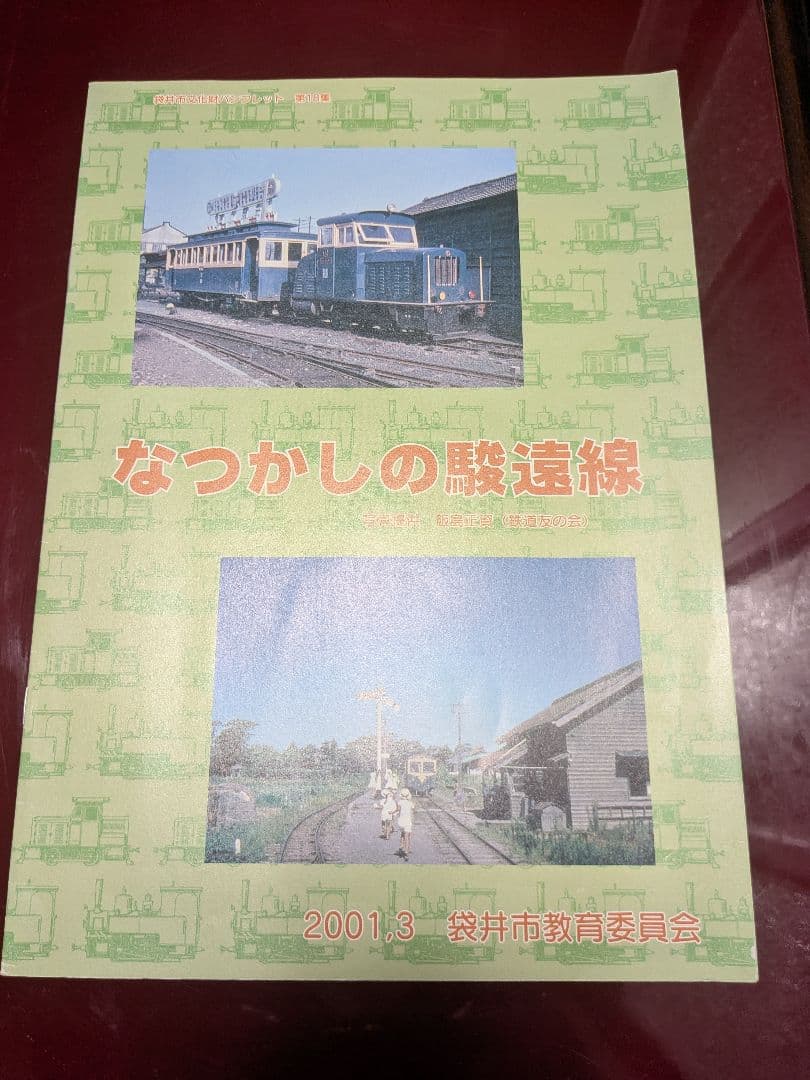 袋井市文化財パンフレット 第18集
なつかしの駿遠線
写真撮影 飯島正資（鉄道友の会）
2001,3 袋井市教育委員会